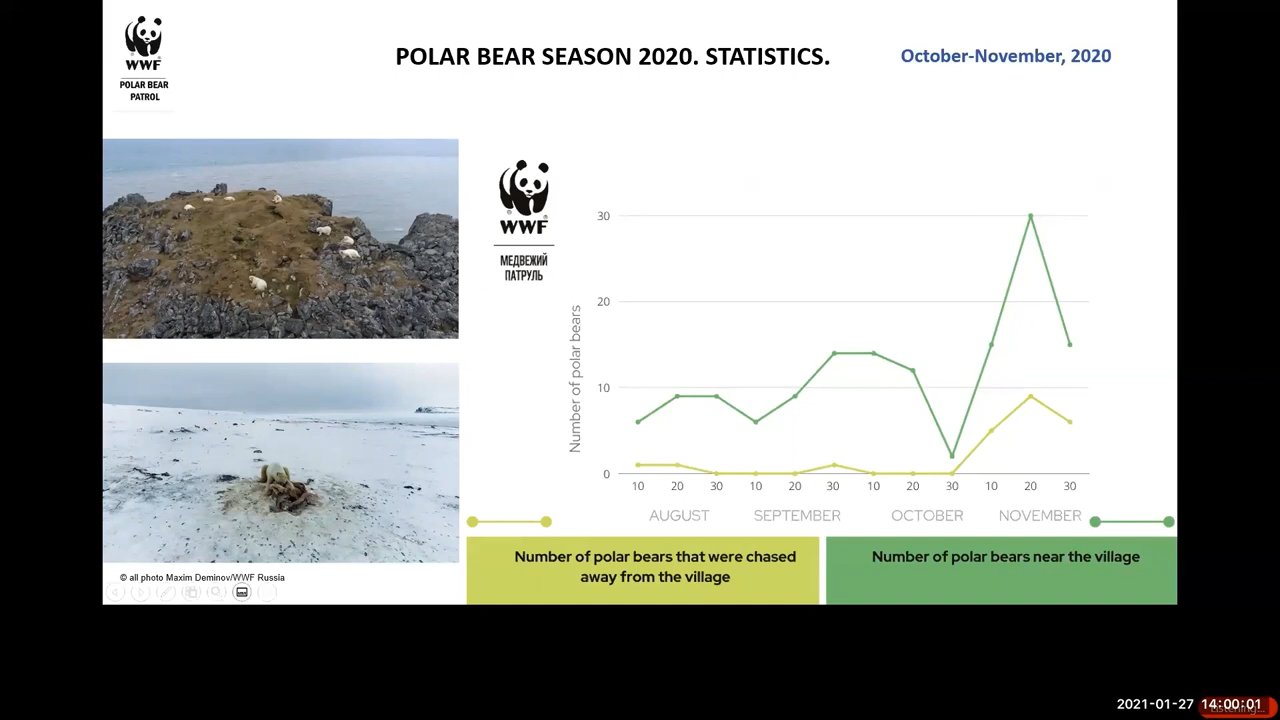 WWF
POLAR BEAR
PATROL
POLAR BEAR SEASON 2020. STATISTICS.
October-November, 2020
WWF
МЕДВЕЖИЙ
ПАТРУЛЬ
Number of polar bears
30
20
10
0
10 20 30 10 20 30 10 20 30 10 20 30
AUGUST SEPTEMBER OCTOBER NOVEMBER
Number of polar bears that were chased
away from the village
Number of polar bears near the village
© all photo Maxim Deminov/WWF Russia
2021-01-27 14:00:01
Listening...